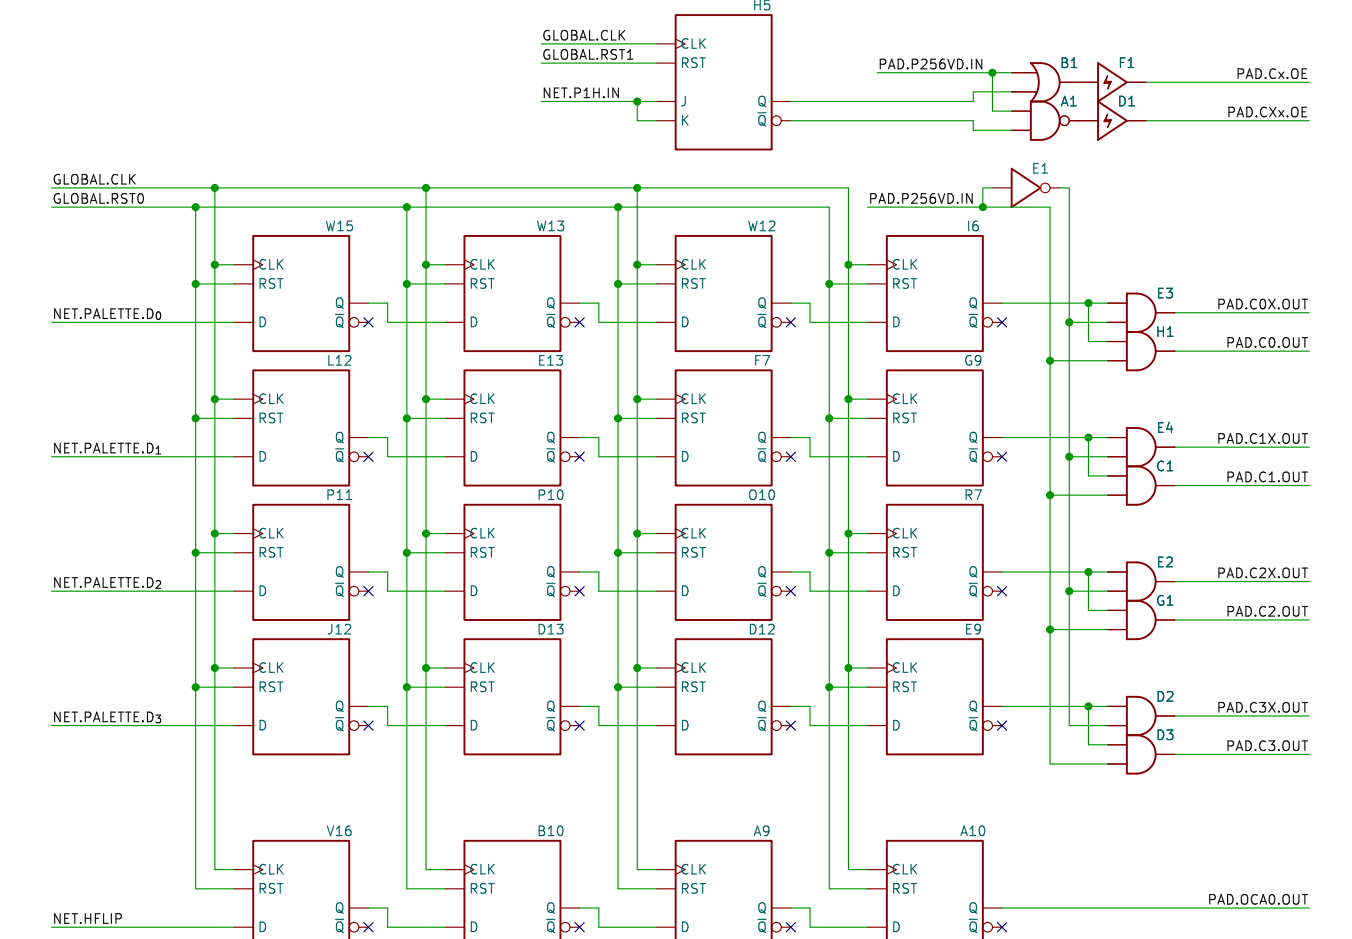 H5
GLOBAL.CLK CLK
GLOBAL.RST1 RST
PAD.P256VD.IN B1 F1 PAD.Cx.OE
NET.P1H.IN J Q A1 D1
K Q PAD.CXx.OE
GLOBAL.CLK E1
GLOBAL.RST0 PAD.P256VD.IN
W15 W13 W12 I6
CLK CLK CLK CLK
RST RST RST RST
Q Q Q Q E3 PAD.C0X.OUT
NET.PALETTE.D0 D Q D Q D Q D Q
H1 PAD.C0.OUT
L12 E13 F7 G9
CLK CLK CLK CLK
RST RST RST RST
Q Q Q Q E4 PAD.C1X.OUT
NET.PALETTE.D1 D Q D Q D Q D Q
C1 PAD.C1.OUT
P11 P10 O10 R7
CLK CLK CLK CLK
RST RST RST RST
Q Q Q Q E2 PAD.C2X.OUT
NET.PALETTE.D2 D Q D Q D Q D Q
G1 PAD.C2.OUT
J12 D13 D12 E9
CLK CLK CLK CLK
RST RST RST RST
Q Q Q Q D2 PAD.C3X.OUT
NET.PALETTE.D3 D Q D Q D Q D Q
D3 PAD.C3.OUT
V16 B10 A9 A10
CLK CLK CLK CLK
RST RST RST RST
Q Q Q Q PAD.OCA0.OUT
NET.HFLIP D Q D Q D Q D Q